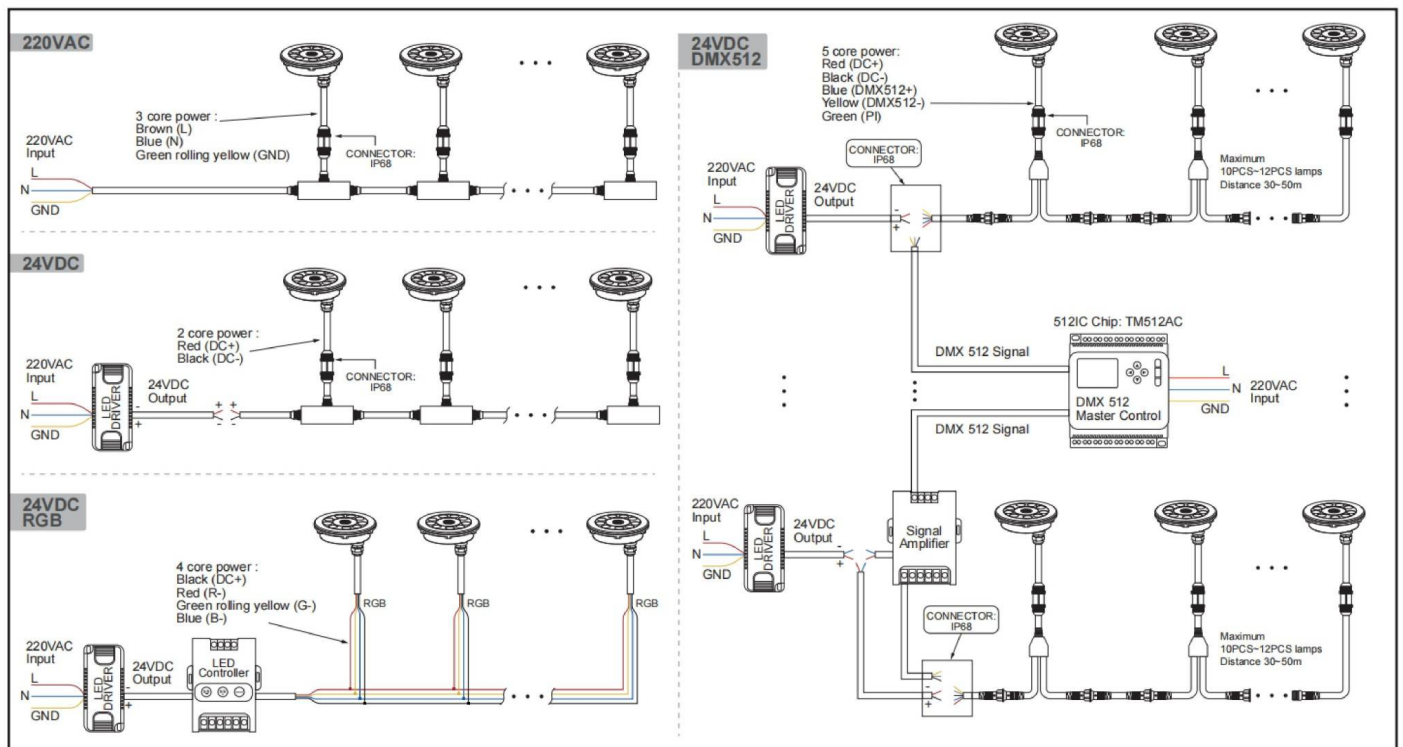 220VAC
3 core power :
Brown (L)
Blue (N)
Green rolling yellow (GND)
CONNECTOR:
IP68
220VAC
Input
L
N
GND
24VDC
2 core power :
Red (DC+)
Black (DC-)
CONNECTOR:
IP68
220VAC
Input
L
N
GND
LED
DRIVER
24VDC
Output
-
+
+ +
- -
24VDC
RGB
4 core power :
Black (DC+)
Red (R-)
Green rolling yellow (G-)
Blue (B-)
RGB
RGB
RGB
220VAC
Input
L
N
GND
LED
DRIVER
24VDC
Output
-
+
LED
Controller
24VDC
DMX512
5 core power:
Red (DC+)
Black (DC-)
Blue (DMX512+)
Yellow (DMX512-)
Green (PI)
CONNECTOR:
IP68
CONNECTOR:
IP68
220VAC
Input
L
N
GND
LED
DRIVER
24VDC
Output
-
+
Maximum
10PCS~12PCS lamps
Distance 30~50m
512IC Chip: TM512AC
DMX 512 Signal
DMX 512
Master Control
L
N
GND
220VAC
Input
DMX 512 Signal
220VAC
Input
L
N
GND
LED
DRIVER
24VDC
Output
-
+
Signal
Amplifier
CONNECTOR:
IP68
-
+
Maximum
10PCS~12PCS lamps
Distance 30~50m